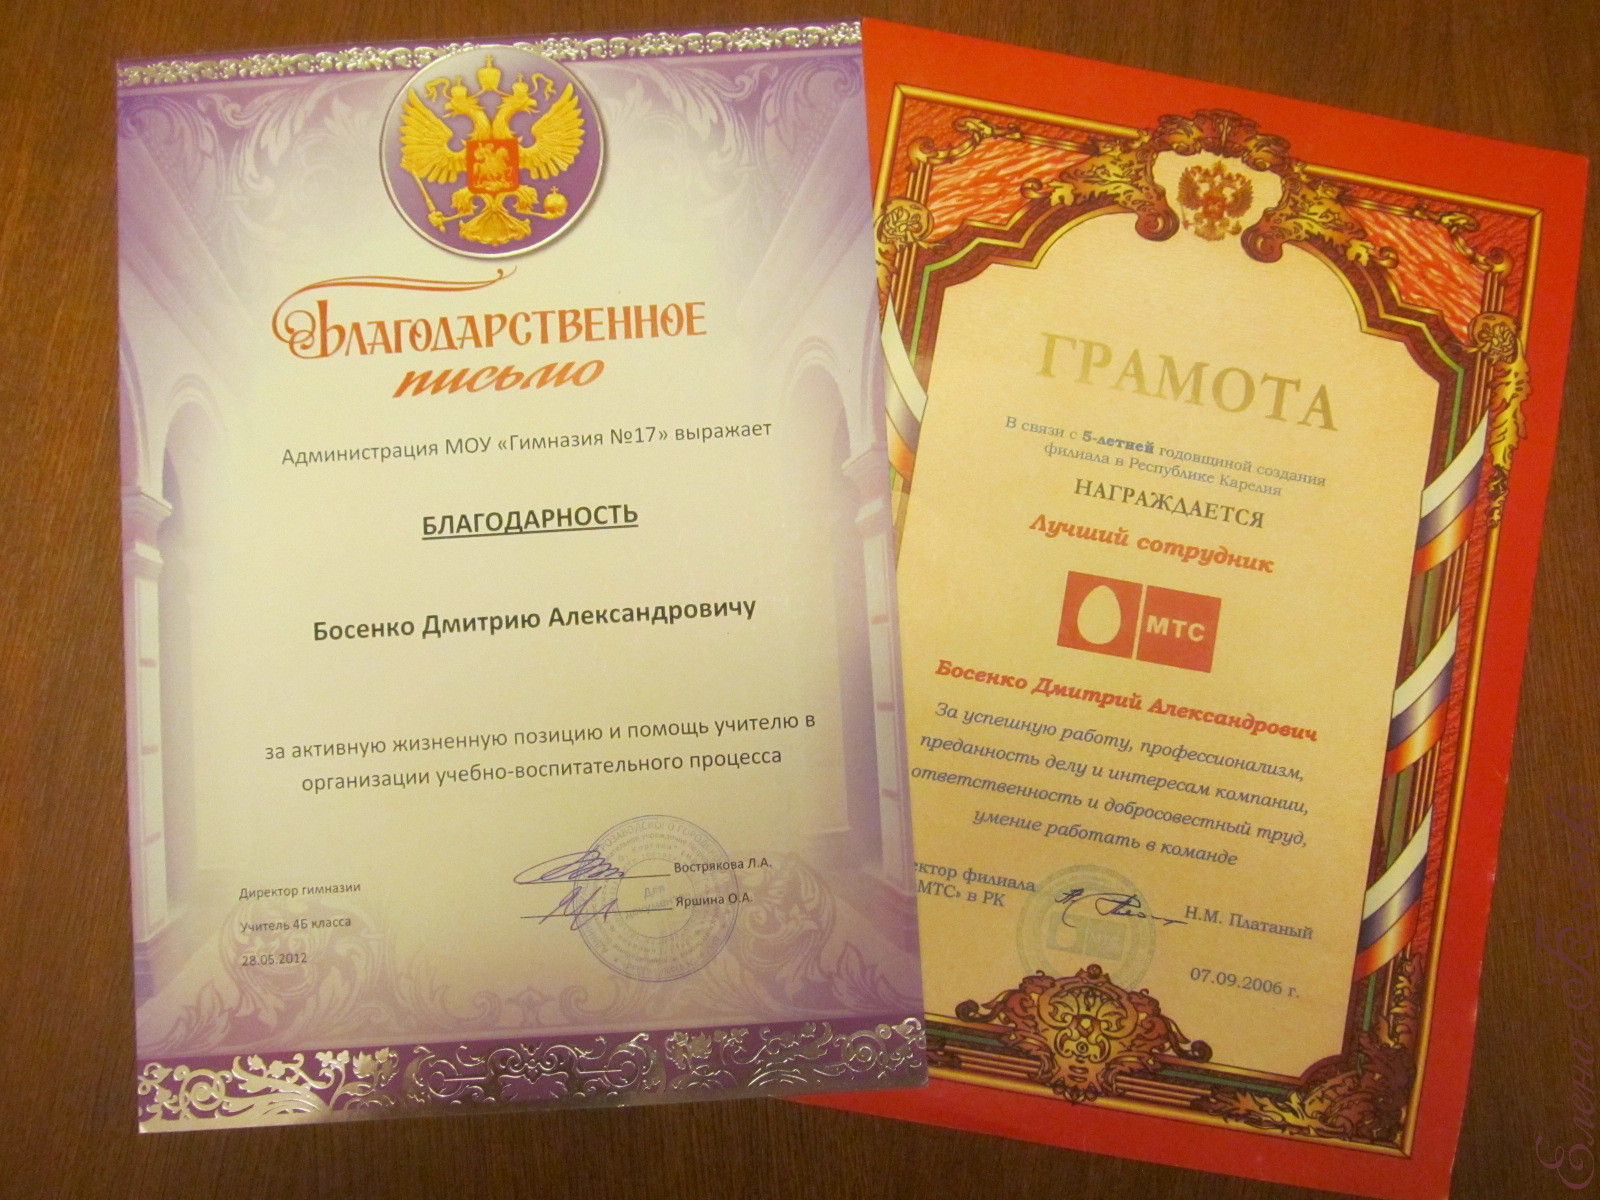 Благодарственное
письмо
Администрация МОУ «Гимназия №17» выражает
БЛАГОДАРНОСТЬ
Босенко Дмитрию Александровичу
за активную жизненную позицию и помощь учителю в
организации учебно-воспитательного процесса
Директор гимназии
Вострякова Л.А.
Учитель 4Б класса
Яршина О.А.
28.05.2012
ГРАМОТА
В связи с 5-летней годовщиной создания
филиала в Республике Карелия
НАГРАЖДАЕТСЯ
Лучший сотрудник
МТС
Босенко Дмитрий Александрович
За успешную работу, профессионализм,
преданность делу и интересам компании,
ответственность и добросовестный труд,
умение работать в команде
ектор филиала
МТС» в РК
Н.М. Платаный
07.09.2006 г.
Елена Босенко